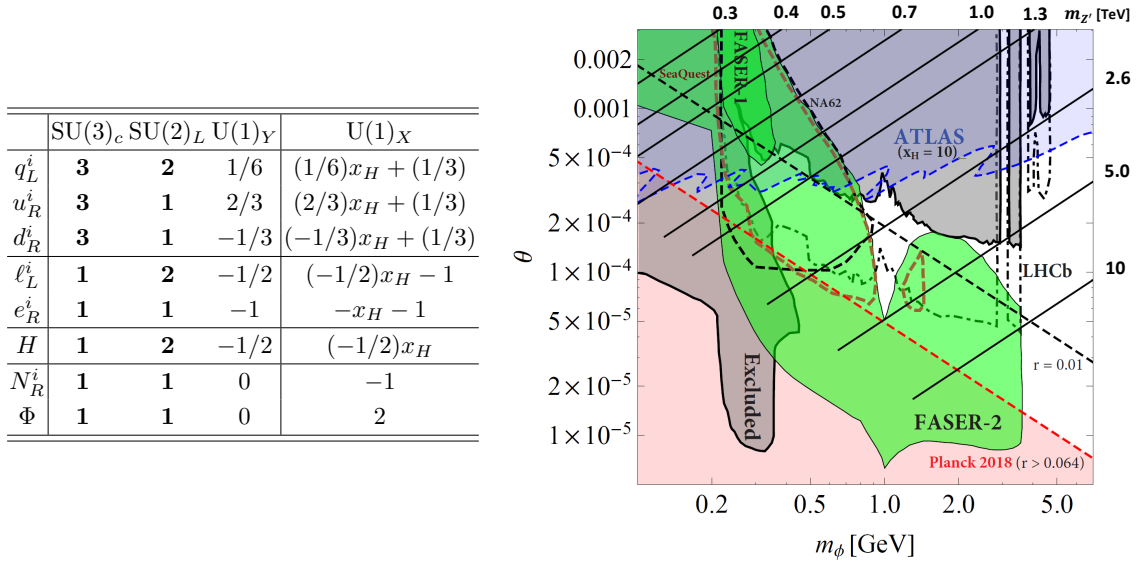 SU(3)_c SU(2)_L U(1)_Y U(1)_X
q_L^i 3 2 1/6 (1/6)x_H + (1/3)
u_R^i 3 1 2/3 (2/3)x_H + (1/3)
d_R^i 3 1 −1/3 (−1/3)x_H + (1/3)
ℓ_L^i 1 2 −1/2 (−1/2)x_H − 1
e_R^i 1 1 −1 −x_H − 1
H 1 2 −1/2 (−1/2)x_H
N_R^i 1 1 0 −1
Φ 1 1 0 2
0.3 0.4 0.5 0.7 1.0 1.3 m_Z' [TeV]
2.6
5.0
10
0.002
0.001
5×10⁻⁴
2×10⁻⁴
1×10⁻⁴
5×10⁻⁵
2×10⁻⁵
1×10⁻⁵
θ
SeaQuest
FASER-1
NA62
ATLAS
(x_H = 10)
LHCb
r = 0.01
Excluded
FASER-2
Planck 2018 (r > 0.064)
0.2 0.5 1.0 2.0 5.0
m_ϕ [GeV]